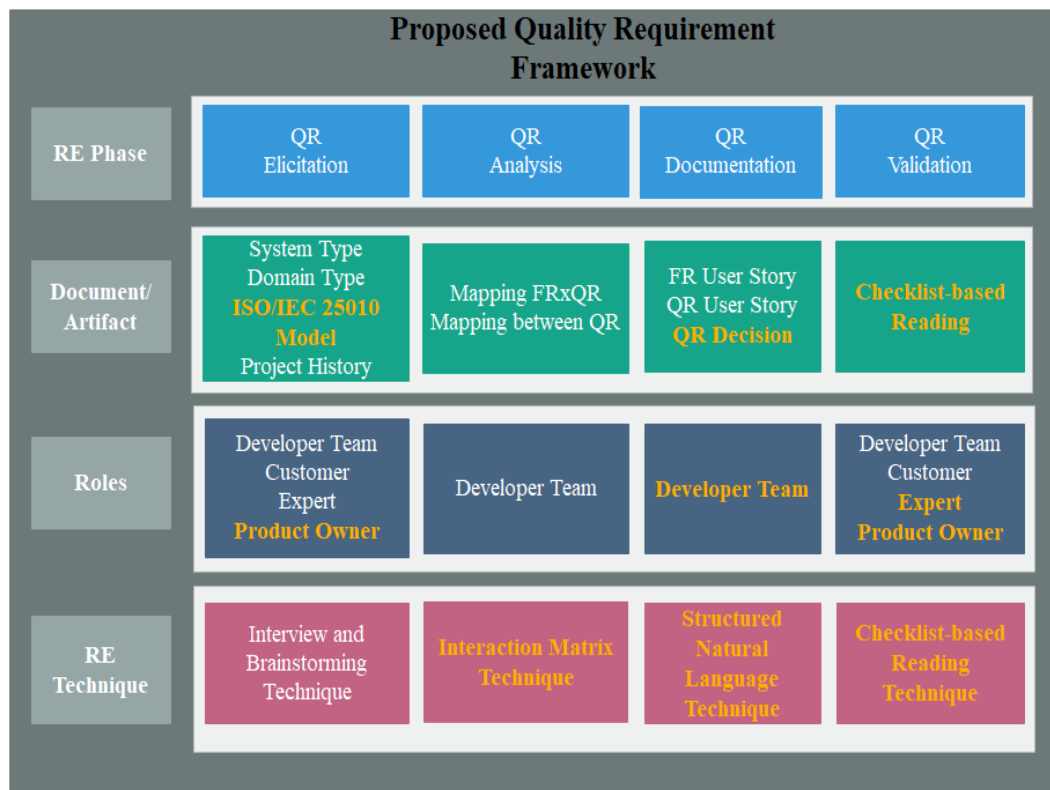 Proposed Quality Requirement
Framework
RE Phase
QR
Elicitation
QR
Analysis
QR
Documentation
QR
Validation
Document/
Artifact
System Type
Domain Type
ISO/IEC 25010
Model
Project History
Mapping FRxQR
Mapping between QR
FR User Story
QR User Story
QR Decision
Checklist-based
Reading
Roles
Developer Team
Customer
Expert
Product Owner
Developer Team
Developer Team
Developer Team
Customer
Expert
Product Owner
RE
Technique
Interview and
Brainstorming
Technique
Interaction Matrix
Technique
Structured
Natural
Language
Technique
Checklist-based
Reading
Technique